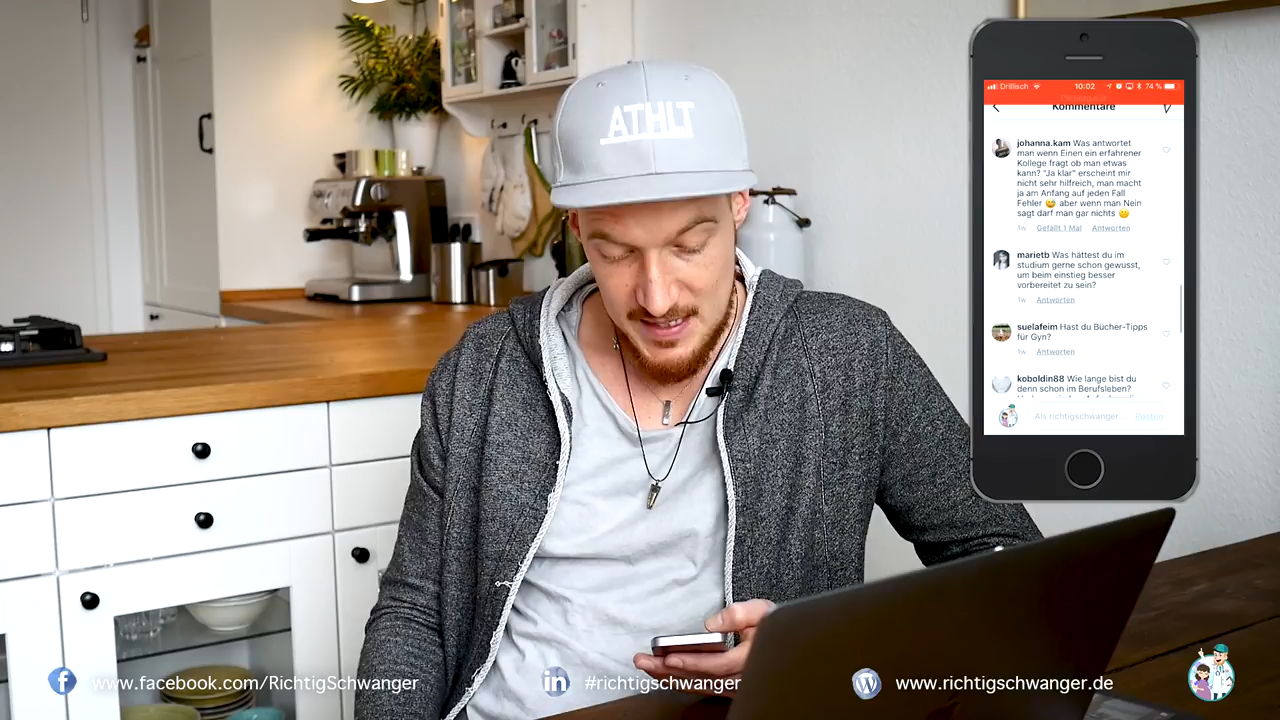 ATHLT
Drillisch 10:02 74 %
Kommentare
johanna.kam Was antwortet
man wenn Einen ein erfahrener
Kollege fragt ob man etwas
kann? "Ja klar" erscheint mir
nicht sehr hilfreich, man macht
ja am Anfang auf jeden Fall
Fehler 😅 aber wenn man Nein
sagt darf man gar nichts 🙁
1w Gefällt 1 Mal Antworten
marietb Was hättest du im
studium gerne schon gewusst,
um beim einstieg besser
vorbereitet zu sein?
1w Antworten
suelafeim Hast du Bücher-Tipps
für Gyn?
1w Antworten
koboldin88 Wie lange bist du
denn schon im Berufsleben?
Als richtigschwanger... Posten
www.facebook.com/RichtigSchwanger
#richtigschwanger
www.richtigschwanger.de